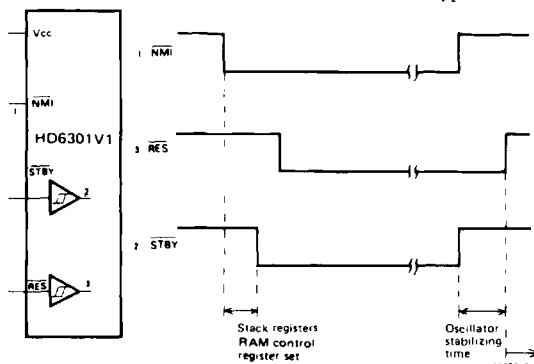 Vcc
NMI
1
HD6301V1
STBY
2
RES
3
1 NMI
3 RES
2 STBY
Stack registers
RAM control
register set
Oscillator
stabilizing
time